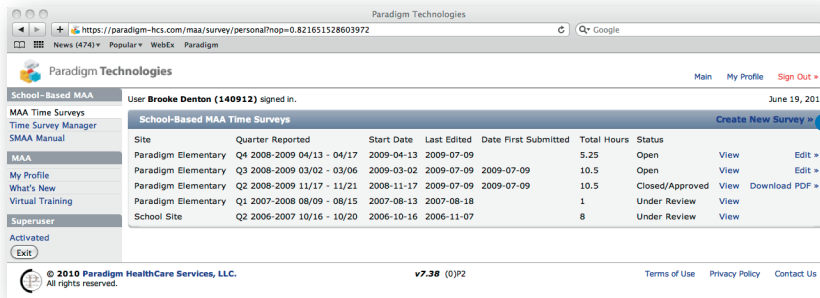 Paradigm Technologies
https://paradigm-hcs.com/maa/survey/personal?nop=0.821651528603972
Google
News (474) Popular WebEx Paradigm
Paradigm Technologies
Main My Profile Sign Out »
School-Based MAA
User Brooke Denton (140912) signed in.
June 19, 201
MAA Time Surveys
Time Survey Manager
SMAA Manual
MAA
My Profile
What's New
Virtual Training
Superuser
Activated
Exit
School-Based MAA Time Surveys Create New Survey »
Site Quarter Reported Start Date Last Edited Date First Submitted Total Hours Status
Paradigm Elementary Q4 2008-2009 04/13 - 04/17 2009-04-13 2009-07-09 5.25 Open View Edit »
Paradigm Elementary Q3 2008-2009 03/02 - 03/06 2009-03-02 2009-07-09 2009-07-09 10.5 Open View Edit »
Paradigm Elementary Q2 2008-2009 11/17 - 11/21 2008-11-17 2009-07-09 2009-07-09 10.5 Closed/Approved View Download PDF »
Paradigm Elementary Q1 2007-2008 08/09 - 08/15 2007-08-13 2007-08-18 1 Under Review View
School Site Q2 2006-2007 10/16 - 10/20 2006-10-16 2006-11-07 8 Under Review View
© 2010 Paradigm HealthCare Services, LLC.
All rights reserved.
v7.38 (0)P2
Terms of Use Privacy Policy Contact Us